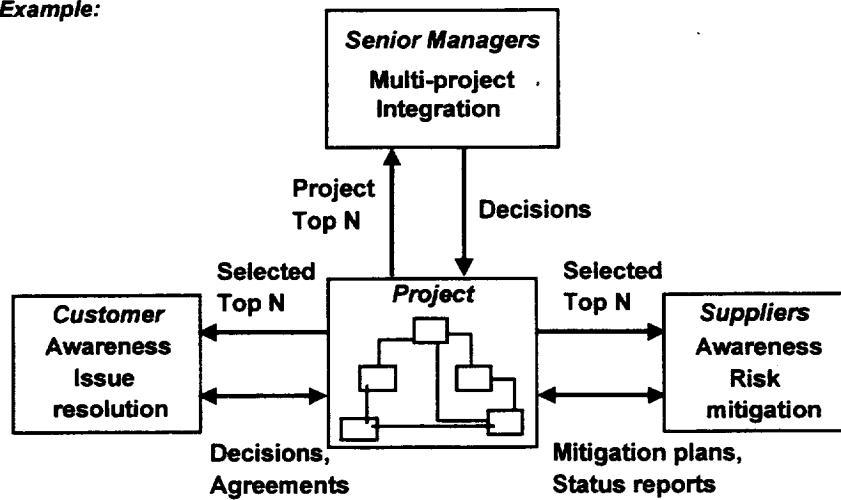 Example:
Senior Managers
Multi-project
Integration
Project
Top N
Decisions
Selected
Top N
Project
Selected
Top N
Customer
Awareness
Issue
resolution
Suppliers
Awareness
Risk
mitigation
Decisions,
Agreements
Mitigation plans,
Status reports